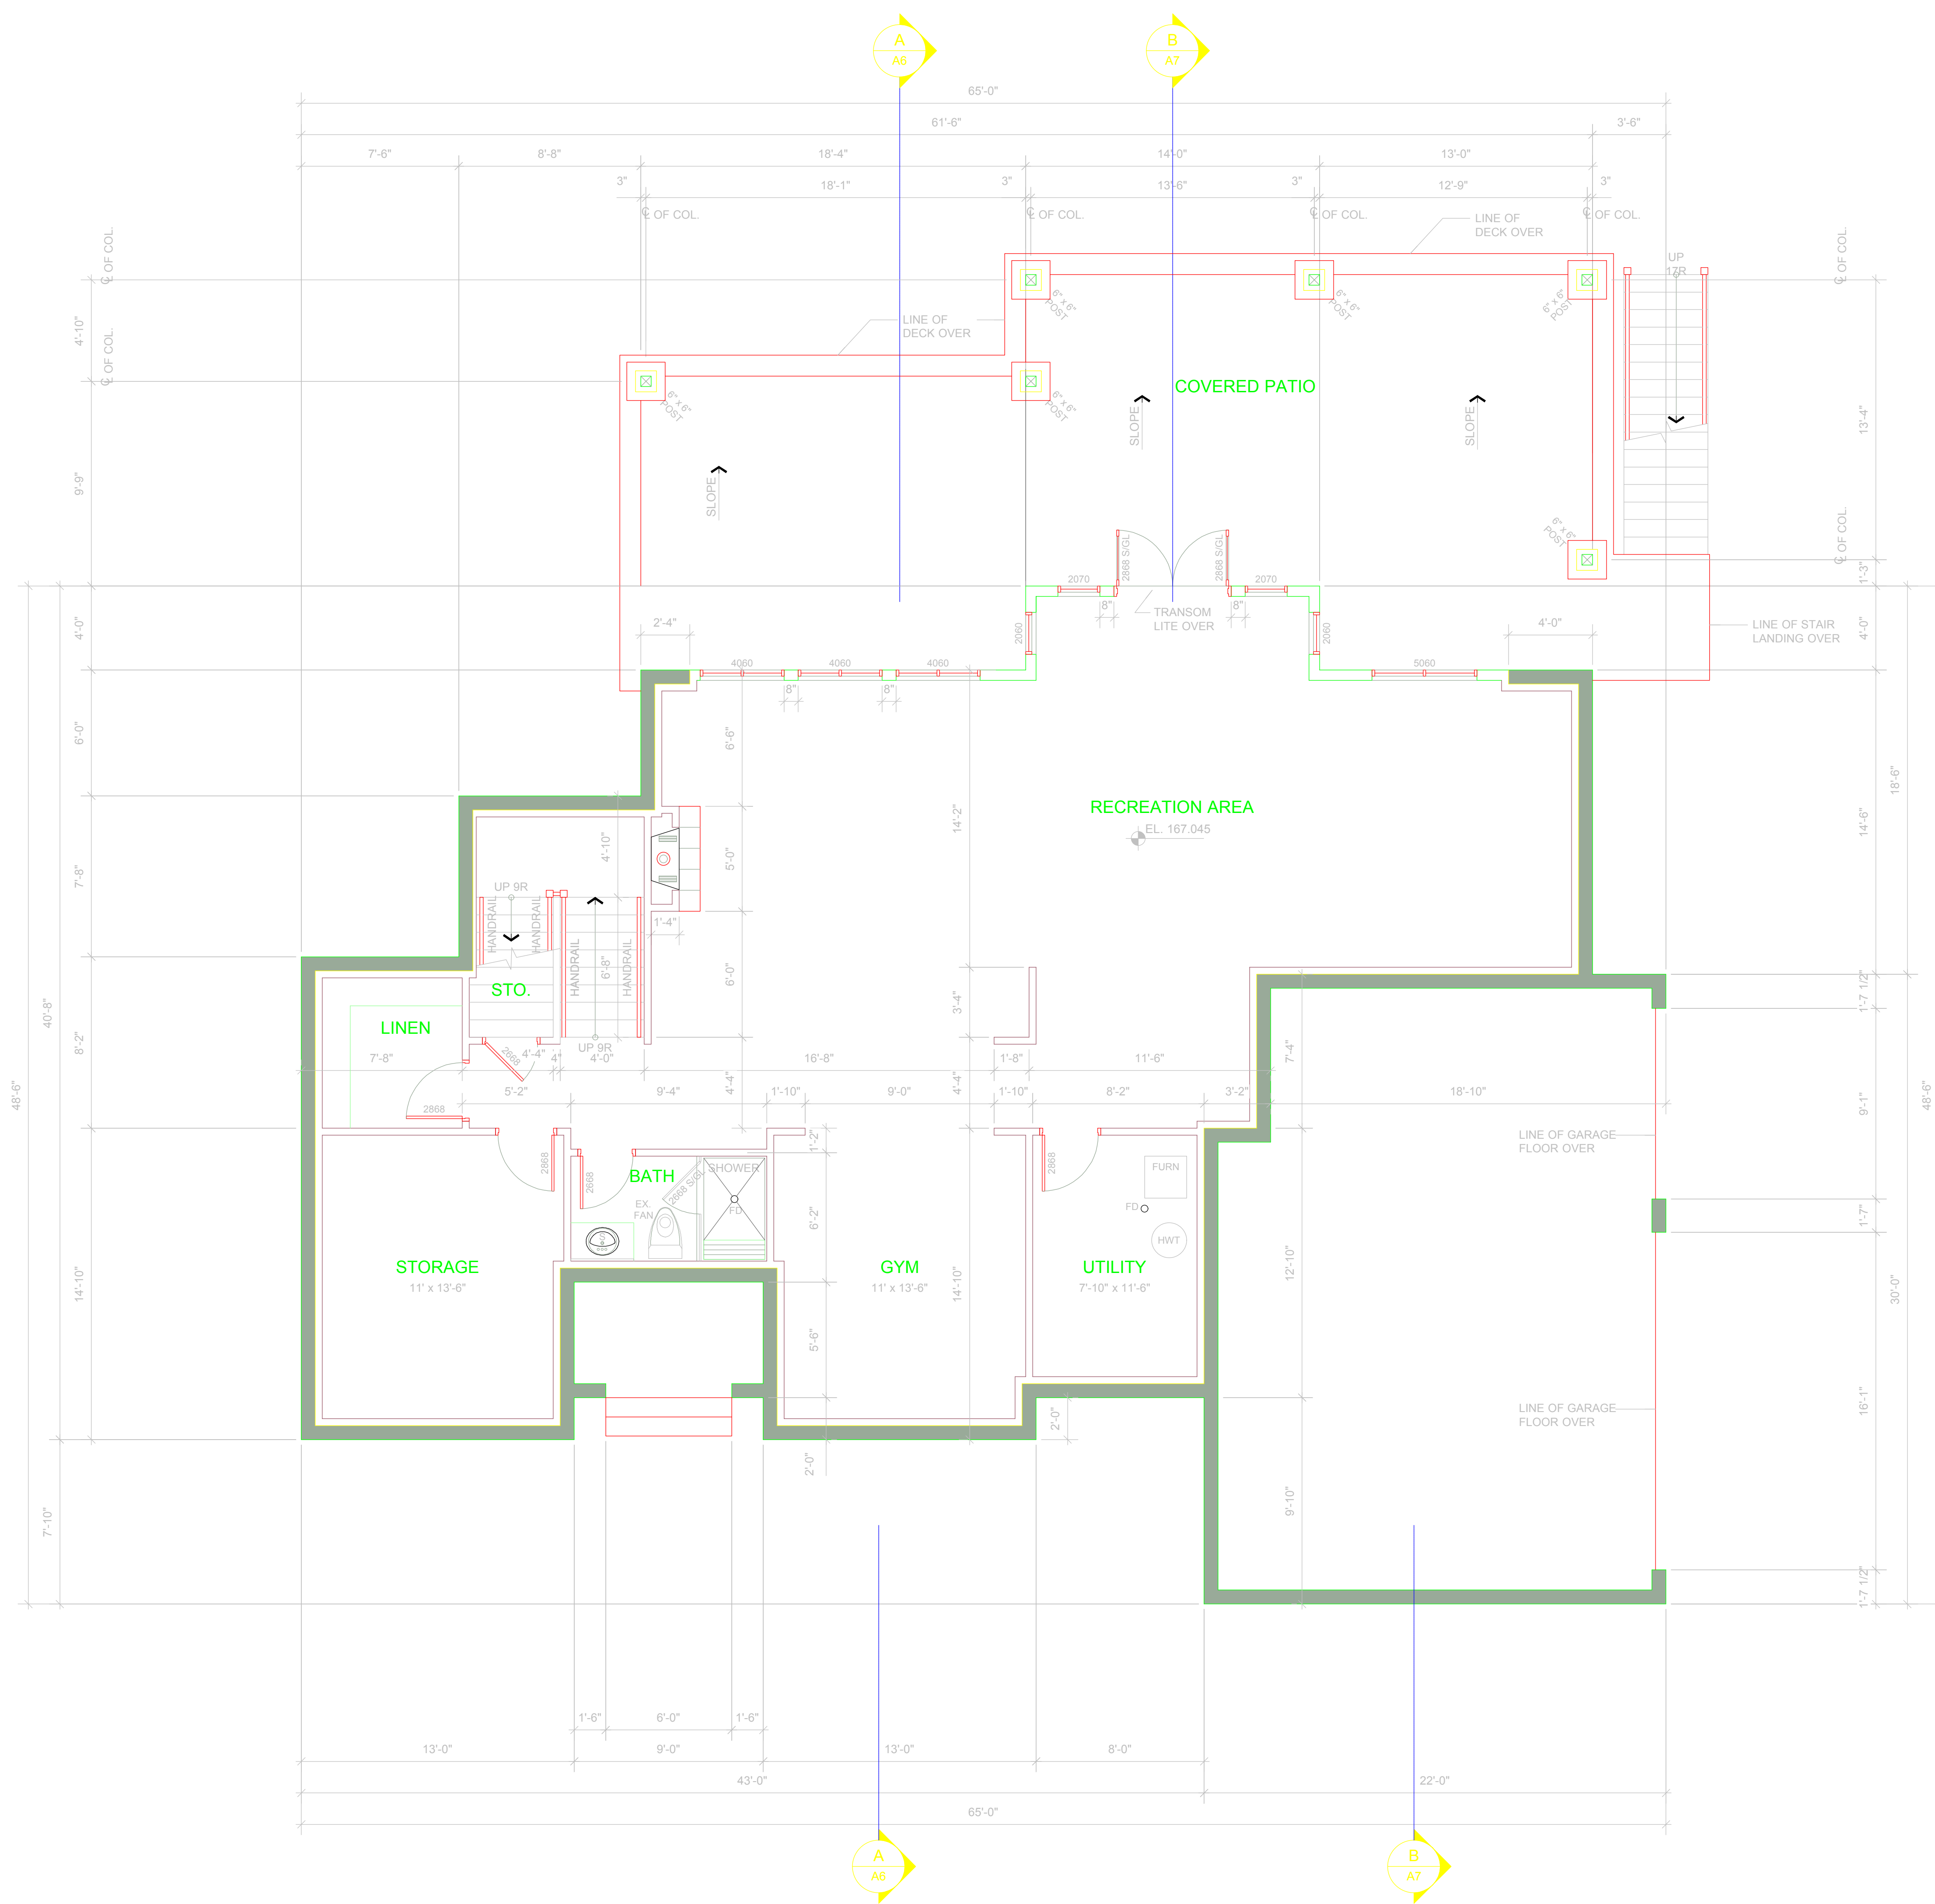 A
A6
B
A7
65'-0"
61'-6"
3'-6"
7'-6"
8'-8"
18'-4"
14'-0"
13'-0"
3"
18'-1"
3"
13'-6"
3"
12'-9"
3"
℄ OF COL.
℄ OF COL.
℄ OF COL.
℄ OF COL.
LINE OF
DECK OVER
℄ OF COL.
℄ OF COL.
UP
17R
6" x 6"
POST
6" x 6"
POST
6" x 6"
POST
LINE OF
DECK OVER
4'-10"
℄ OF COL.
COVERED PATIO
6" x 6"
POST
6" x 6"
POST
SLOPE
SLOPE
SLOPE
13'-4"
9'-9"
6" x 6"
POST
℄ OF COL.
2868 S/GL
2868 S/GL
2070
2070
1'-3"
8"
8"
TRANSOM
LITE OVER
2'-4"
4'-0"
2060
2060
4'-0"
4'-0"
LINE OF STAIR
LANDING OVER
4060
4060
4060
5060
8"
8"
6'-0"
6'-6"
18'-6"
RECREATION AREA
EL. 167.045
14'-2"
14'-6"
4'-10"
5'-0"
7'-8"
UP 9R
HANDRAIL
HANDRAIL
HANDRAIL
HANDRAIL
6'-8"
1'-4"
6'-0"
STO.
3'-4"
1'-7 1/2"
LINEN
40'-8"
8'-2"
UP 9R
2668
7'-8"
4'-4"
4"
4'-0"
16'-8"
1'-8"
11'-6"
7'-4"
4'-4"
4'-4"
48'-6"
5'-2"
9'-4"
1'-10"
9'-0"
1'-10"
8'-2"
3'-2"
18'-10"
9'-1"
48'-6"
2868
1'-2"
LINE OF GARAGE
FLOOR OVER
2868
2668
BATH
2668 S/GL
SHOWER
2868
FURN
EX.
FAN
FD
FD
6'-2"
1'-7"
HWT
STORAGE
11' x 13'-6"
GYM
11' x 13'-6"
UTILITY
7'-10" x 11'-6"
14'-10"
14'-10"
12'-10"
30'-0"
5'-6"
LINE OF GARAGE
FLOOR OVER
2'-0"
16'-1"
2'-0"
9'-10"
7'-10"
1'-7 1/2"
1'-6"
6'-0"
1'-6"
13'-0"
9'-0"
13'-0"
8'-0"
43'-0"
22'-0"
65'-0"
A
A6
B
A7